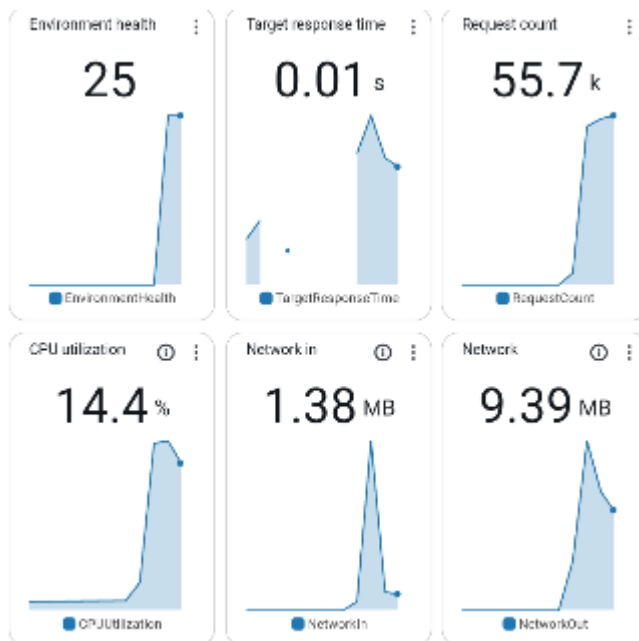 Environment health
25
EnvironmentHealth
Target response time
0.01 s
TargetResponseTime
Request count
55.7 k
RequestCount
CPU utilization
14.4 %
CPUUtilization
Network in
1.38 MB
NetworkIn
Network
9.39 MB
NetworkOut